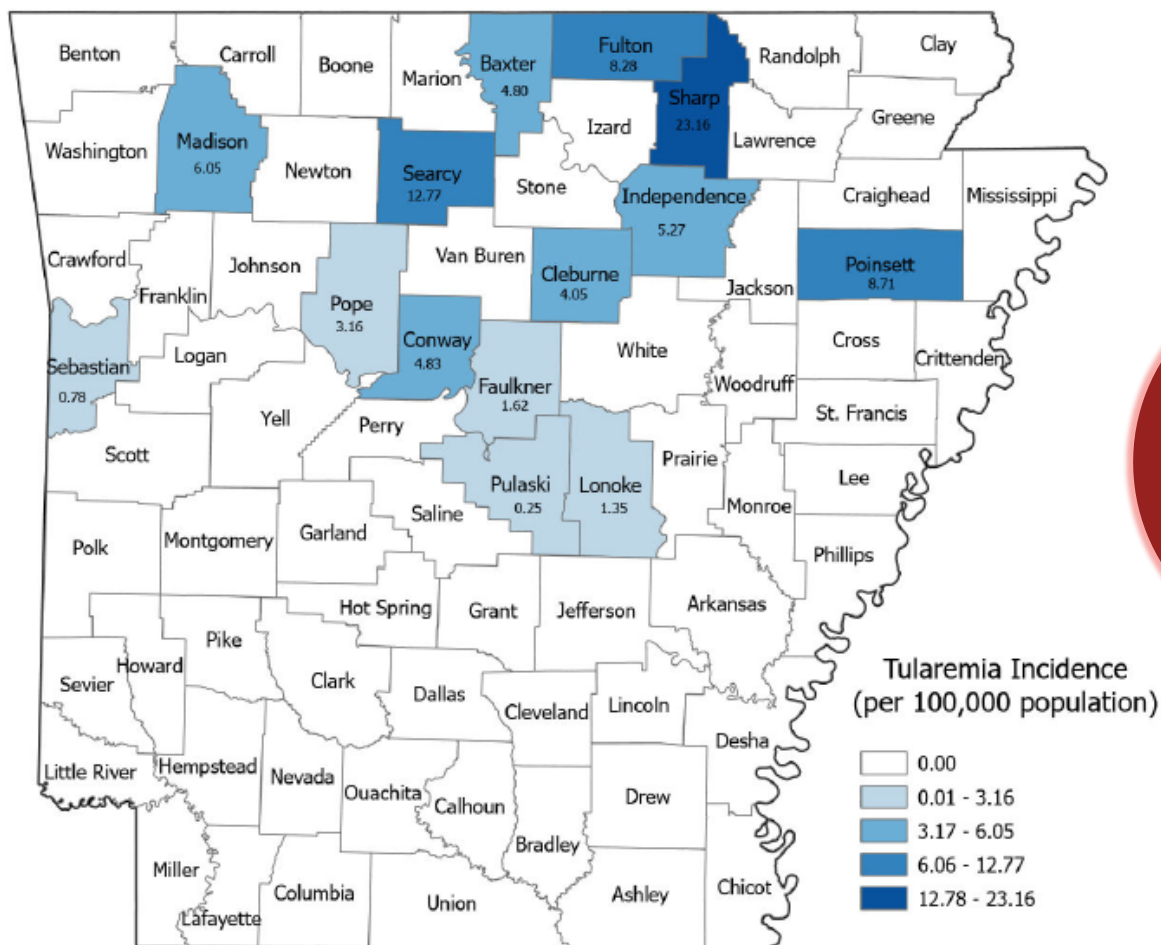 Benton
Carroll
Boone
Marion
Baxter
4.80
Fulton
8.28
Sharp
23.16
Randolph
Clay
Greene
Lawrence
Izard
Washington
Madison
6.05
Newton
Searcy
12.77
Stone
Independence
5.27
Craighead
Mississippi
Crawford
Franklin
Johnson
Pope
3.16
Van Buren
Cleburne
4.05
Jackson
Poinsett
8.71
Sebastian
0.78
Logan
Conway
4.83
Faulkner
1.62
White
Woodruff
Cross
Crittenden
St. Francis
Scott
Yell
Perry
Pulaski
0.25
Lonoke
1.35
Prairie
Monroe
Lee
Phillips
Polk
Montgomery
Garland
Saline
Hot Spring
Grant
Jefferson
Arkansas
Sevier
Howard
Pike
Clark
Dallas
Cleveland
Lincoln
Desha
Little River
Hempstead
Nevada
Ouachita
Calhoun
Bradley
Drew
Miller
Lafayette
Columbia
Union
Ashley
Chicot
Tularemia Incidence
(per 100,000 population)
0.00
0.01 - 3.16
3.17 - 6.05
6.06 - 12.77
12.78 - 23.16